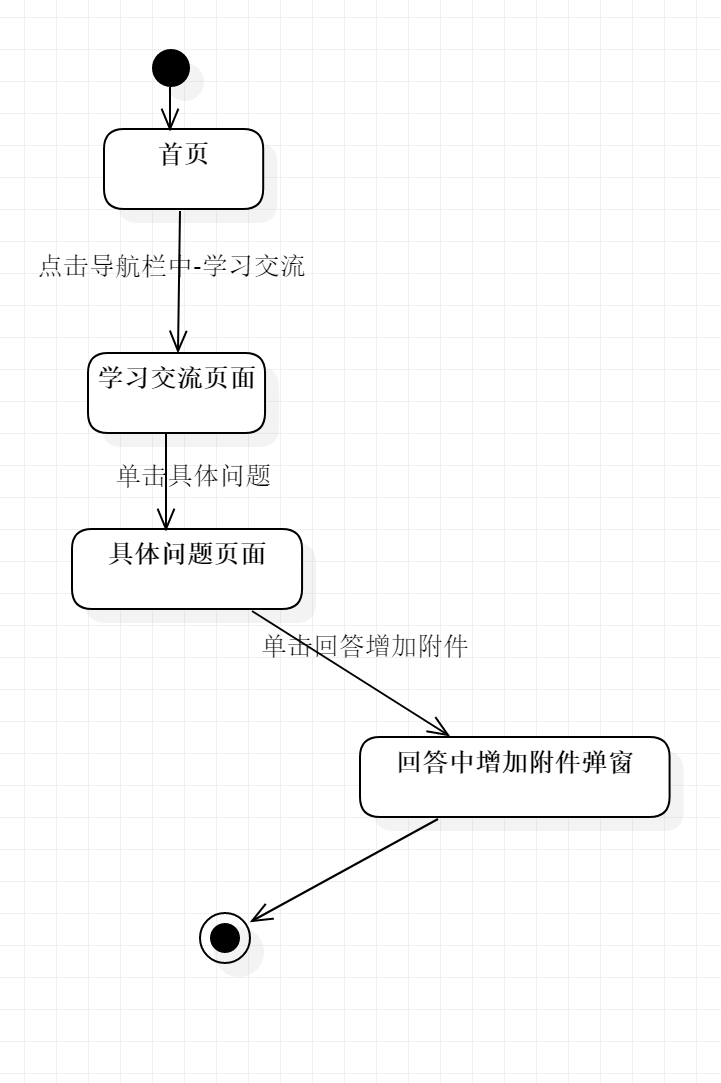 首页
点击导航栏中-学习交流
学习交流页面
单击具体问题
具体问题页面
单击回答增加附件
回答中增加附件弹窗